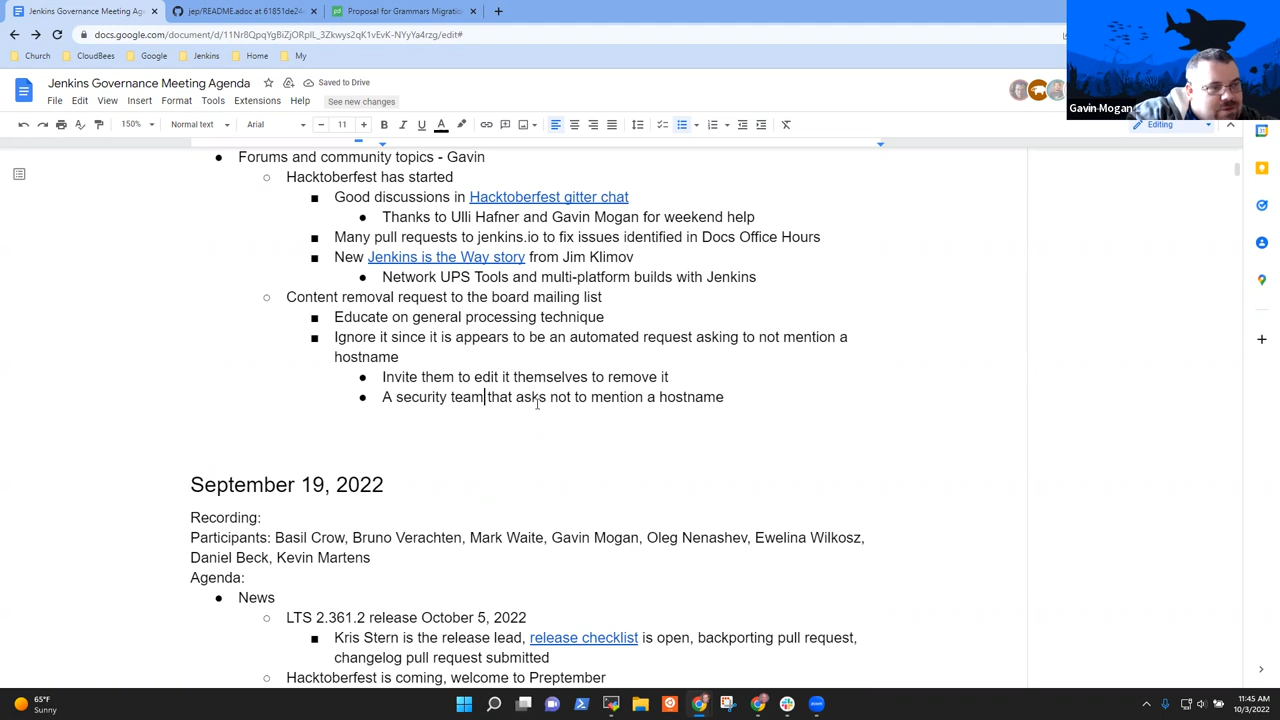 Jenkins Governance Meeting Age
jep/README.adoc at 61851de24
Proposal for Grammars Migratio
docs.google.com/document/d/11Nr8QpqYgBiZjORpIL_3Zkwys2qK1vEvK-NYyYa4rzg/edit#
Church
CloudBees
Google
Jenkins
Home
My
Jenkins Governance Meeting Agenda
Saved to Drive
File Edit View Insert Format Tools Extensions Help
See new changes
Gavin Mogan
150%
Normal text
Arial
11
Editing
Forums and community topics - Gavin
Hacktoberfest has started
Good discussions in Hacktoberfest gitter chat
Thanks to Ulli Hafner and Gavin Mogan for weekend help
Many pull requests to jenkins.io to fix issues identified in Docs Office Hours
New Jenkins is the Way story from Jim Klimov
Network UPS Tools and multi-platform builds with Jenkins
Content removal request to the board mailing list
Educate on general processing technique
Ignore it since it is appears to be an automated request asking to not mention a
hostname
Invite them to edit it themselves to remove it
A security team that asks not to mention a hostname
September 19, 2022
Recording:
Participants: Basil Crow, Bruno Verachten, Mark Waite, Gavin Mogan, Oleg Nenashev, Ewelina Wilkosz,
Daniel Beck, Kevin Martens
Agenda:
News
LTS 2.361.2 release October 5, 2022
Kris Stern is the release lead, release checklist is open, backporting pull request,
changelog pull request submitted
Hacktoberfest is coming, welcome to Preptember
65°F
Sunny
11:45 AM
10/3/2022